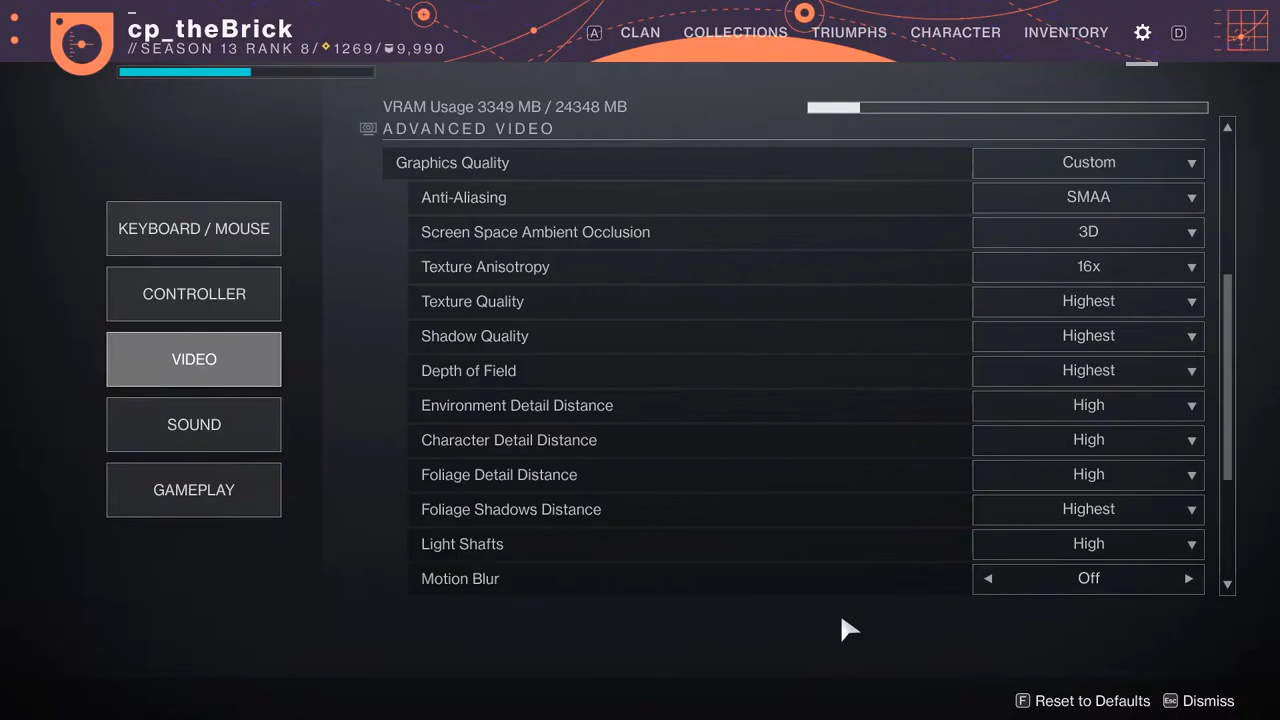 cp_theBrick
//SEASON 13 RANK 8/ 1269/ 9,990
A CLAN COLLECTIONS TRIUMPHS CHARACTER INVENTORY D
VRAM Usage 3349 MB / 24348 MB
ADVANCED VIDEO
Graphics Quality Custom
Anti-Aliasing SMAA
Screen Space Ambient Occlusion 3D
Texture Anisotropy 16x
Texture Quality Highest
Shadow Quality Highest
Depth of Field Highest
Environment Detail Distance High
Character Detail Distance High
Foliage Detail Distance High
Foliage Shadows Distance Highest
Light Shafts High
Motion Blur Off
KEYBOARD / MOUSE
CONTROLLER
VIDEO
SOUND
GAMEPLAY
F Reset to Defaults Esc Dismiss